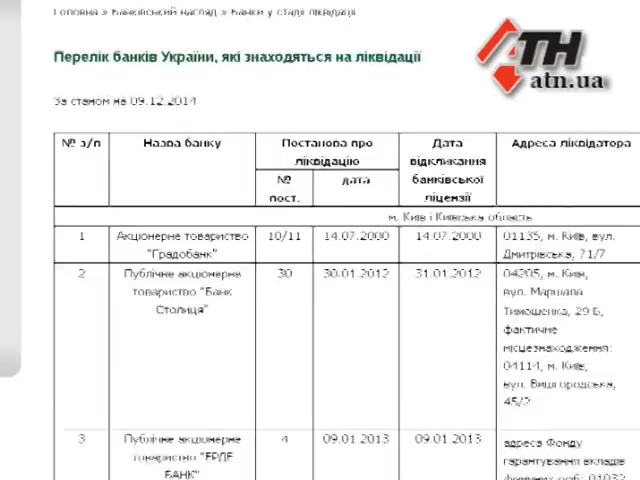 Головна » Банківський нагляд » Банки у стадії ліквідації
Перелік банків України, які знаходяться на ліквідації
АТН
atn.ua
За станом на 09.12.2014
№ з/п
Назва банку
Постанова про
ліквідацію
№
пост.
дата
Дата
відкликання
банківської
ліцензії
Адреса ліквідатора
м. Київ і Київська область
1
Акціонерне товариство
"Градобанк"
10/11
14.07.2000
14.07.2000
01135, м. Київ, вул.
Дмитрівська, 71/7
2
Публічне акціонерне
товариство "Банк
Столиця"
30
30.01.2012
31.01.2012
04205, м. Київ,
вул. Маршала
Тимошенка, 29 Б,
фактичне
місцезнаходження:
04114, м. Київ,
вул. Вишгородська,
45/2
3
Публічне акціонерне
товариство "ЕРДЕ
БАНК"
4
09.01.2013
09.01.2013
адреса Фонду
гарантування вкладів
фізичних осіб: 01032